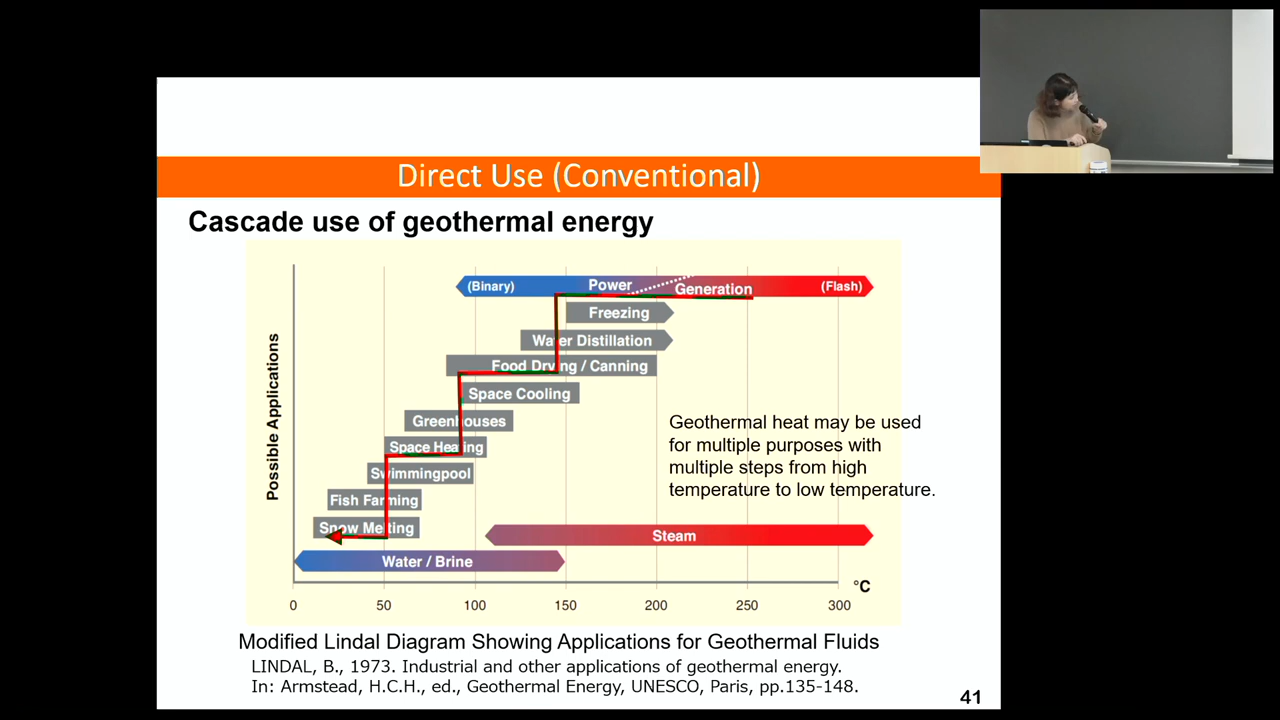 Direct Use (Conventional)
Cascade use of geothermal energy
(Binary)
Power
Generation
(Flash)
Freezing
Water Distillation
Food Drying / Canning
Space Cooling
Greenhouses
Space Heating
Swimmingpool
Fish Farming
Snow Melting
Possible Applications
Geothermal heat may be used
for multiple purposes with
multiple steps from high
temperature to low temperature.
Steam
Water / Brine
°C
0 50 100 150 200 250 300
Modified Lindal Diagram Showing Applications for Geothermal Fluids
LINDAL, B., 1973. Industrial and other applications of geothermal energy.
In: Armstead, H.C.H., ed., Geothermal Energy, UNESCO, Paris, pp.135-148.
41